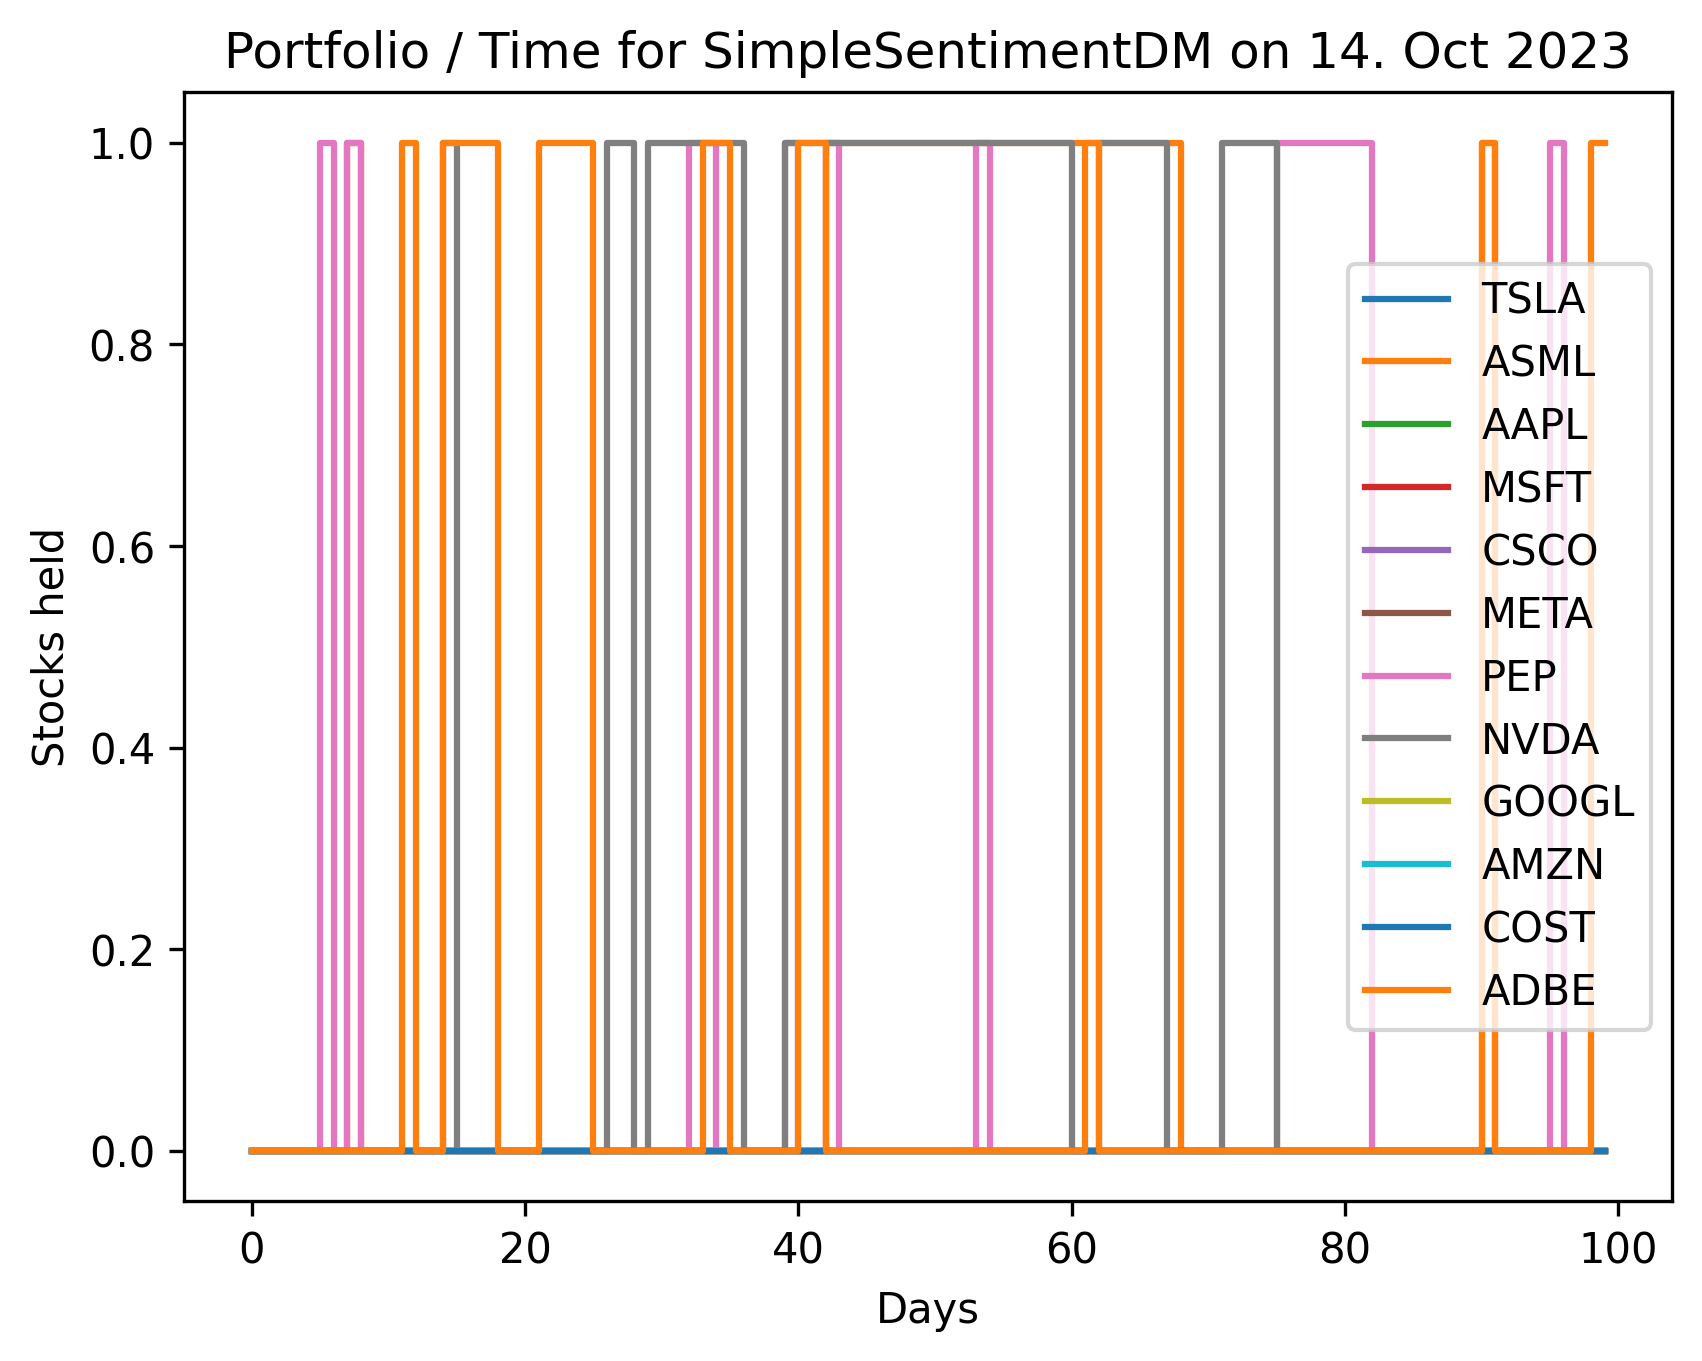 Portfolio / Time for SimpleSentimentDM on 14. Oct 2023
1.0
0.8
0.6
0.4
0.2
0.0
Stocks held
TSLA
ASML
AAPL
MSFT
CSCO
META
PEP
NVDA
GOOGL
AMZN
COST
ADBE
0 20 40 60 80 100
Days